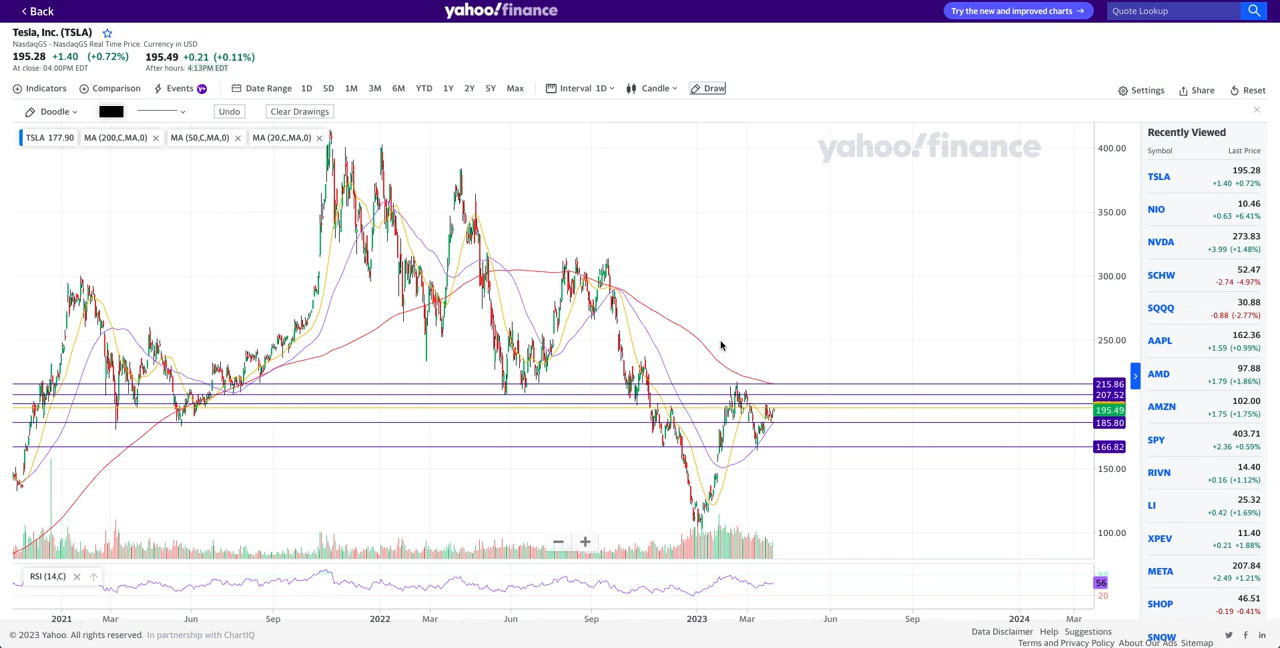 Back
yahoo!finance
Try the new and improved charts →
Quote Lookup
Tesla, Inc. (TSLA)
NasdaqGS - NasdaqGS Real Time Price. Currency in USD
195.28 +1.40 (+0.72%) 195.49 +0.21 (+0.11%)
At close: 04:00PM EDT After hours: 4:13PM EDT
Indicators Comparison Events Y+ Date Range 1D 5D 1M 3M 6M YTD 1Y 2Y 5Y Max Interval 1D Candle Draw Settings Share Reset
Doodle Undo Clear Drawings
TSLA 177.90 MA (200,C,MA,0) MA (50,C,MA,0) MA (20,C,MA,0)
yahoo!finance
400.00
350.00
300.00
250.00
215.86
207.52
195.49
185.80
166.82
150.00
100.00
RSI (14,C)
56
20
2021 Mar Jun Sep 2022 Mar Jun Sep 2023 Mar Jun Sep 2024 Mar
Recently Viewed
Symbol Last Price
TSLA 195.28
+1.40 +0.72%
NIO 10.46
+0.63 +6.41%
NVDA 273.83
+3.99 (+1.48%)
SCHW 52.47
-2.74 -4.97%
SQQQ 30.88
-0.88 (-2.77%)
AAPL 162.36
+1.59 (+0.99%)
AMD 97.88
+1.79 (+1.86%)
AMZN 102.00
+1.75 (+1.75%)
SPY 403.71
+2.36 +0.59%
RIVN 14.40
+0.16 (+1.12%)
LI 25.32
+0.42 (+1.69%)
XPEV 11.40
+0.21 +1.88%
META 207.84
+2.49 +1.21%
SHOP 46.51
-0.19 -0.41%
SNOW
© 2023 Yahoo. All rights reserved. In partnership with ChartIQ
Data Disclaimer Help Suggestions
Terms and Privacy Policy About Our Ads Sitemap